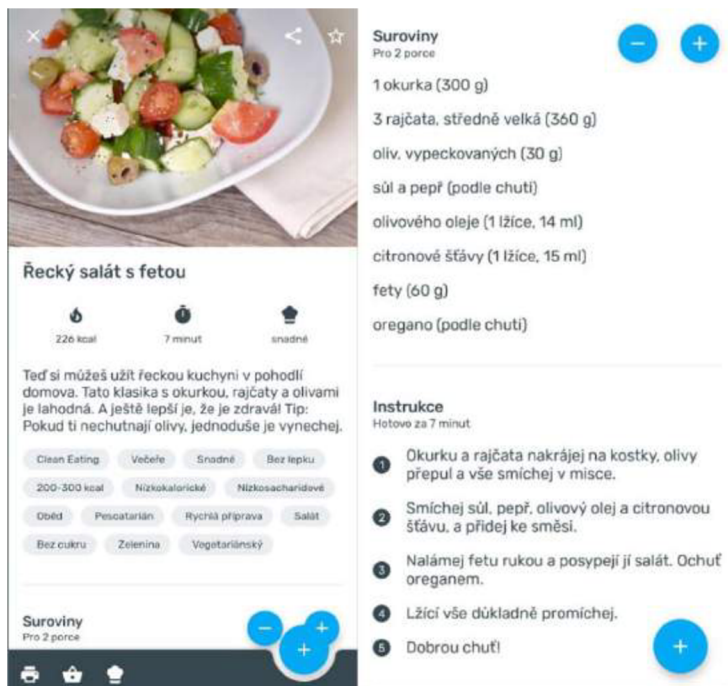 Řecký salát s fetou
226 kcal
7 minut
snadné
Teď si můžeš užít řeckou kuchyni v pohodlí
domova. Tato klasika s okurkou, rajčaty a olivami
je lahodná. A ještě lepší je, že je zdravá! Tip:
Pokud ti nechutnají olivy, jednoduše je vynechej.
Clean Eating Večeře Snadné Bez lepku
200-300 kcal Nízkokalorické Nízkosacharidové
Oběd Pescatarián Rychlá příprava Salát
Bez cukru Zelenina Vegetariánský
Suroviny
Pro 2 porce
Suroviny
Pro 2 porce
1 okurka (300 g)
3 rajčata, středně velká (360 g)
oliv, vypeckovaných (30 g)
sůl a pepř (podle chuti)
olivového oleje (1 lžíce, 14 ml)
citronové šťávy (1 lžíce, 15 ml)
fety (60 g)
oregano (podle chuti)
Instrukce
Hotovo za 7 minut
1 Okurku a rajčata nakrájej na kostky, olivy
přepul a vše smíchej v misce.
2 Smíchej sůl, pepř, olivový olej a citronovou
šťávu, a přidej ke směsi.
3 Nalámej fetu rukou a posypej jí salát. Ochuť
oreganem.
4 Lžící vše důkladně promíchej.
5 Dobrou chuť!